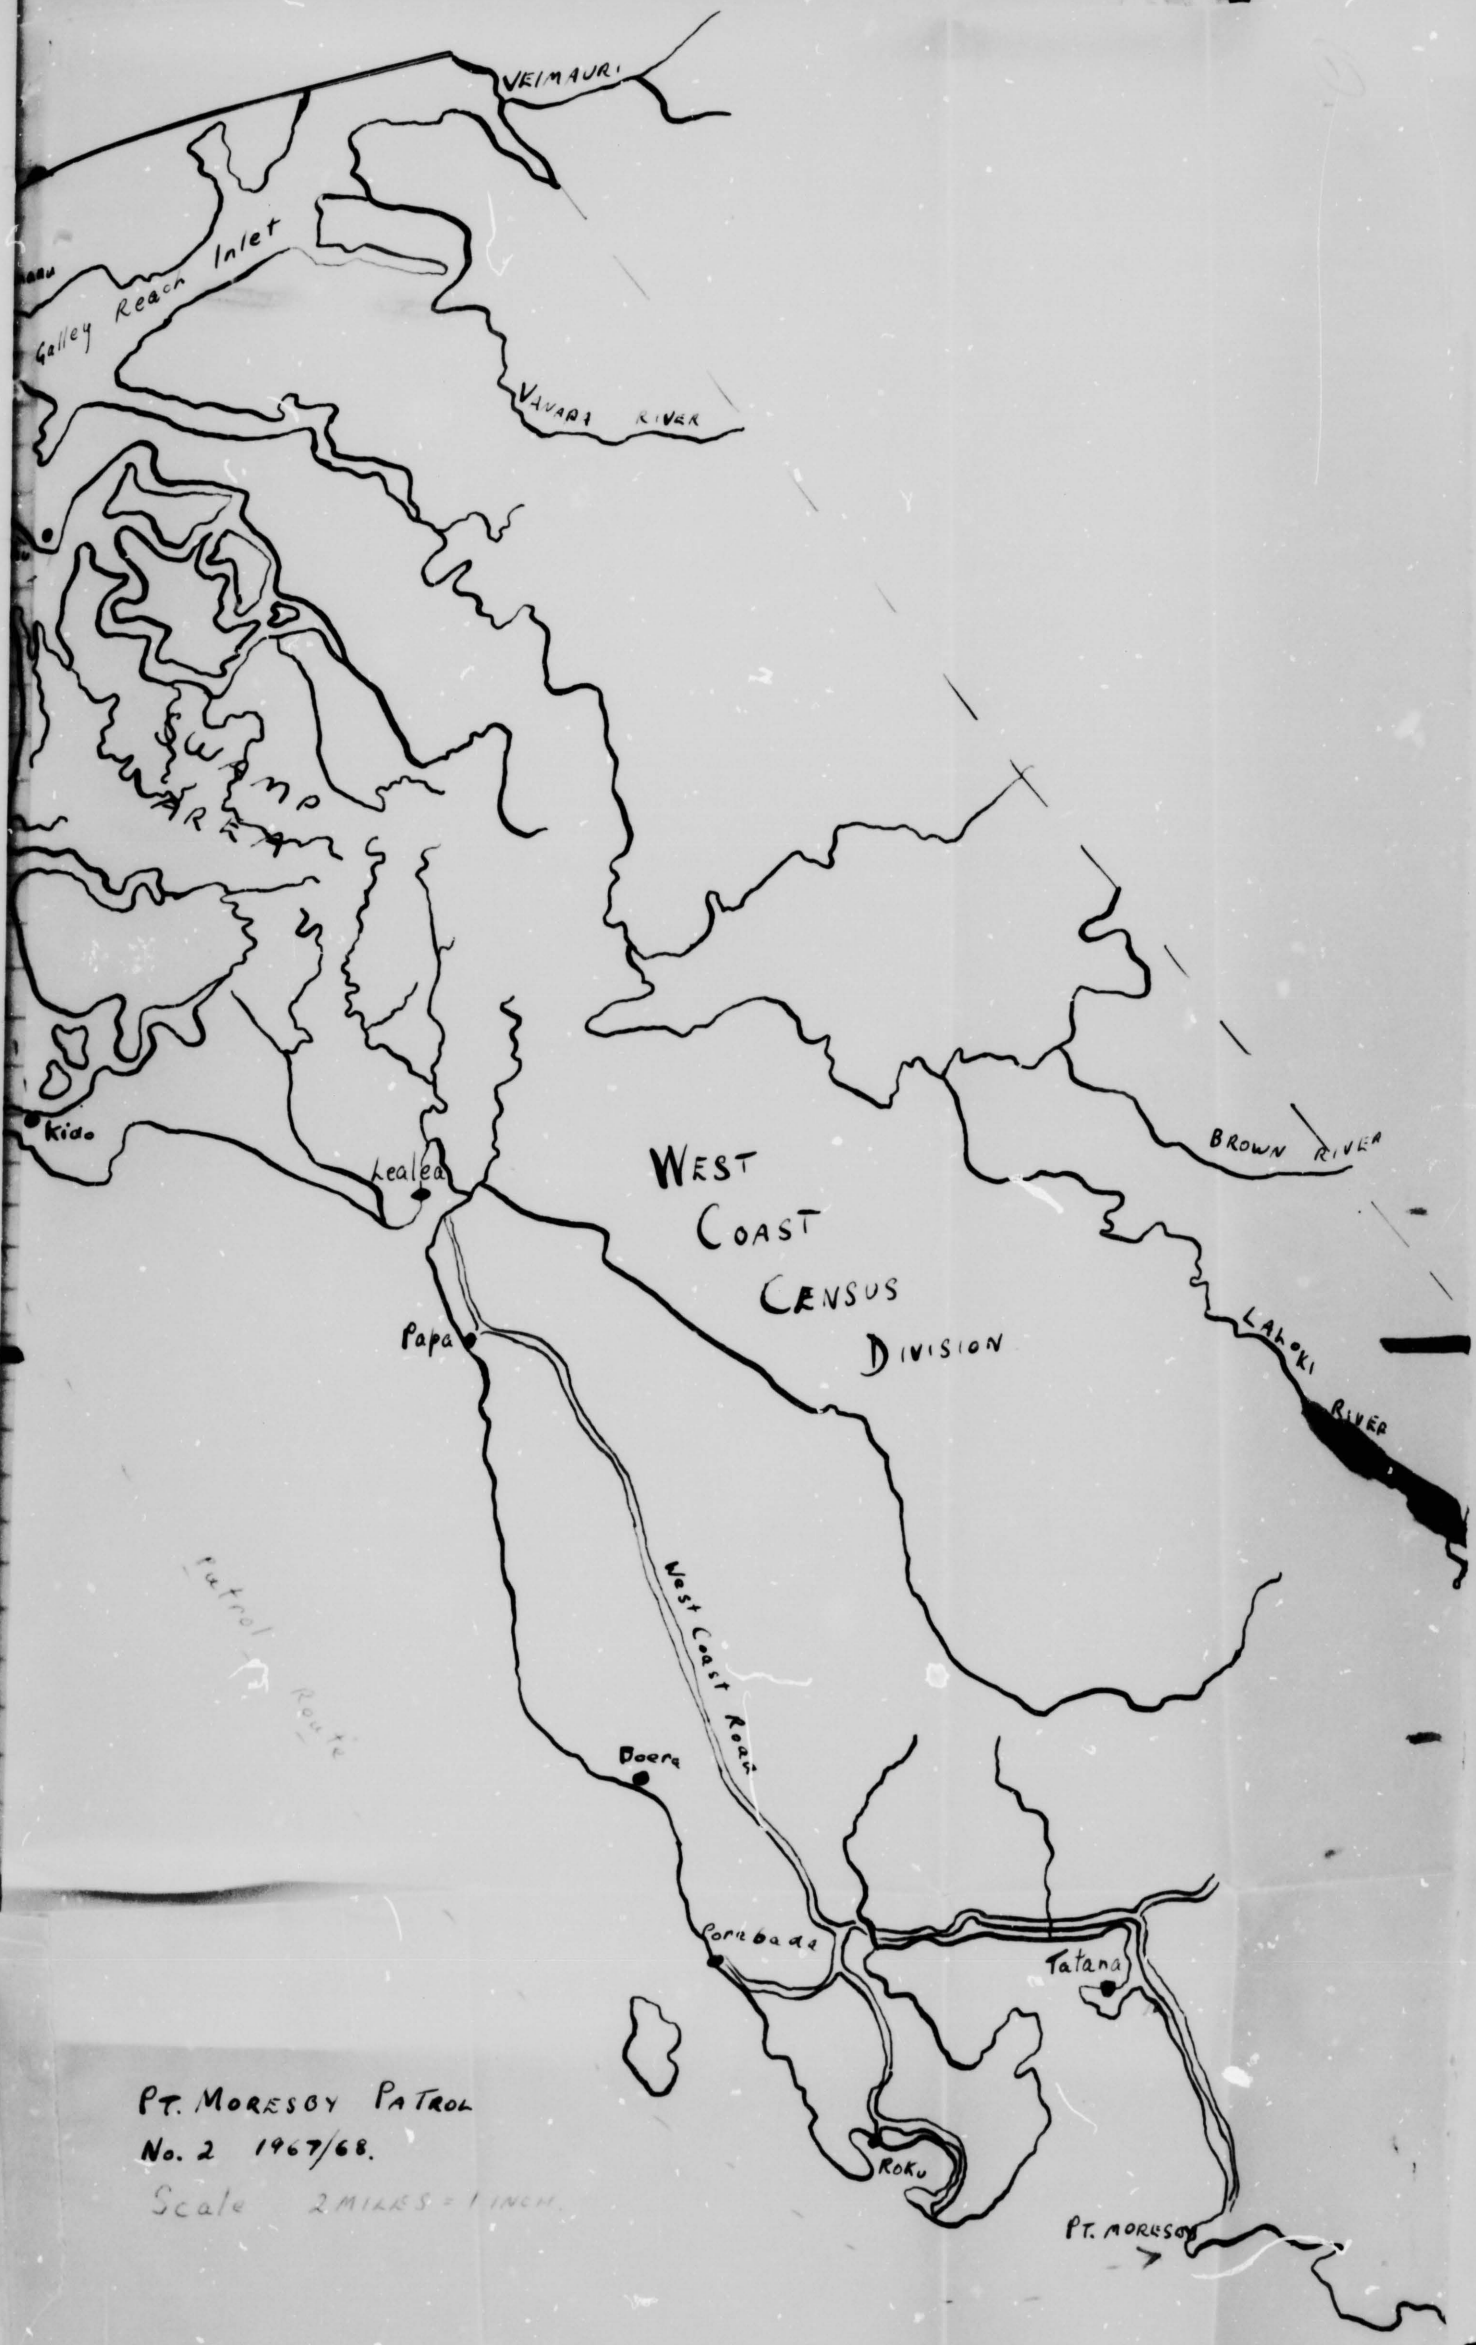 VEIMAURI
Galley Reach Inlet
VANAPA RIVER
SWAMP
AREA
Kido
Lealea
WEST
COAST
CENSUS
DIVISION
BROWN RIVER
LALOKI
RIVER
Papa
West Coast Road
Patrol
Route
Boera
Porebada
Tatana
ROKU
PT. MORESBY
PT. MORESBY PATROL
No. 2 1967/68.
Scale 2 MILES = 1 INCH.